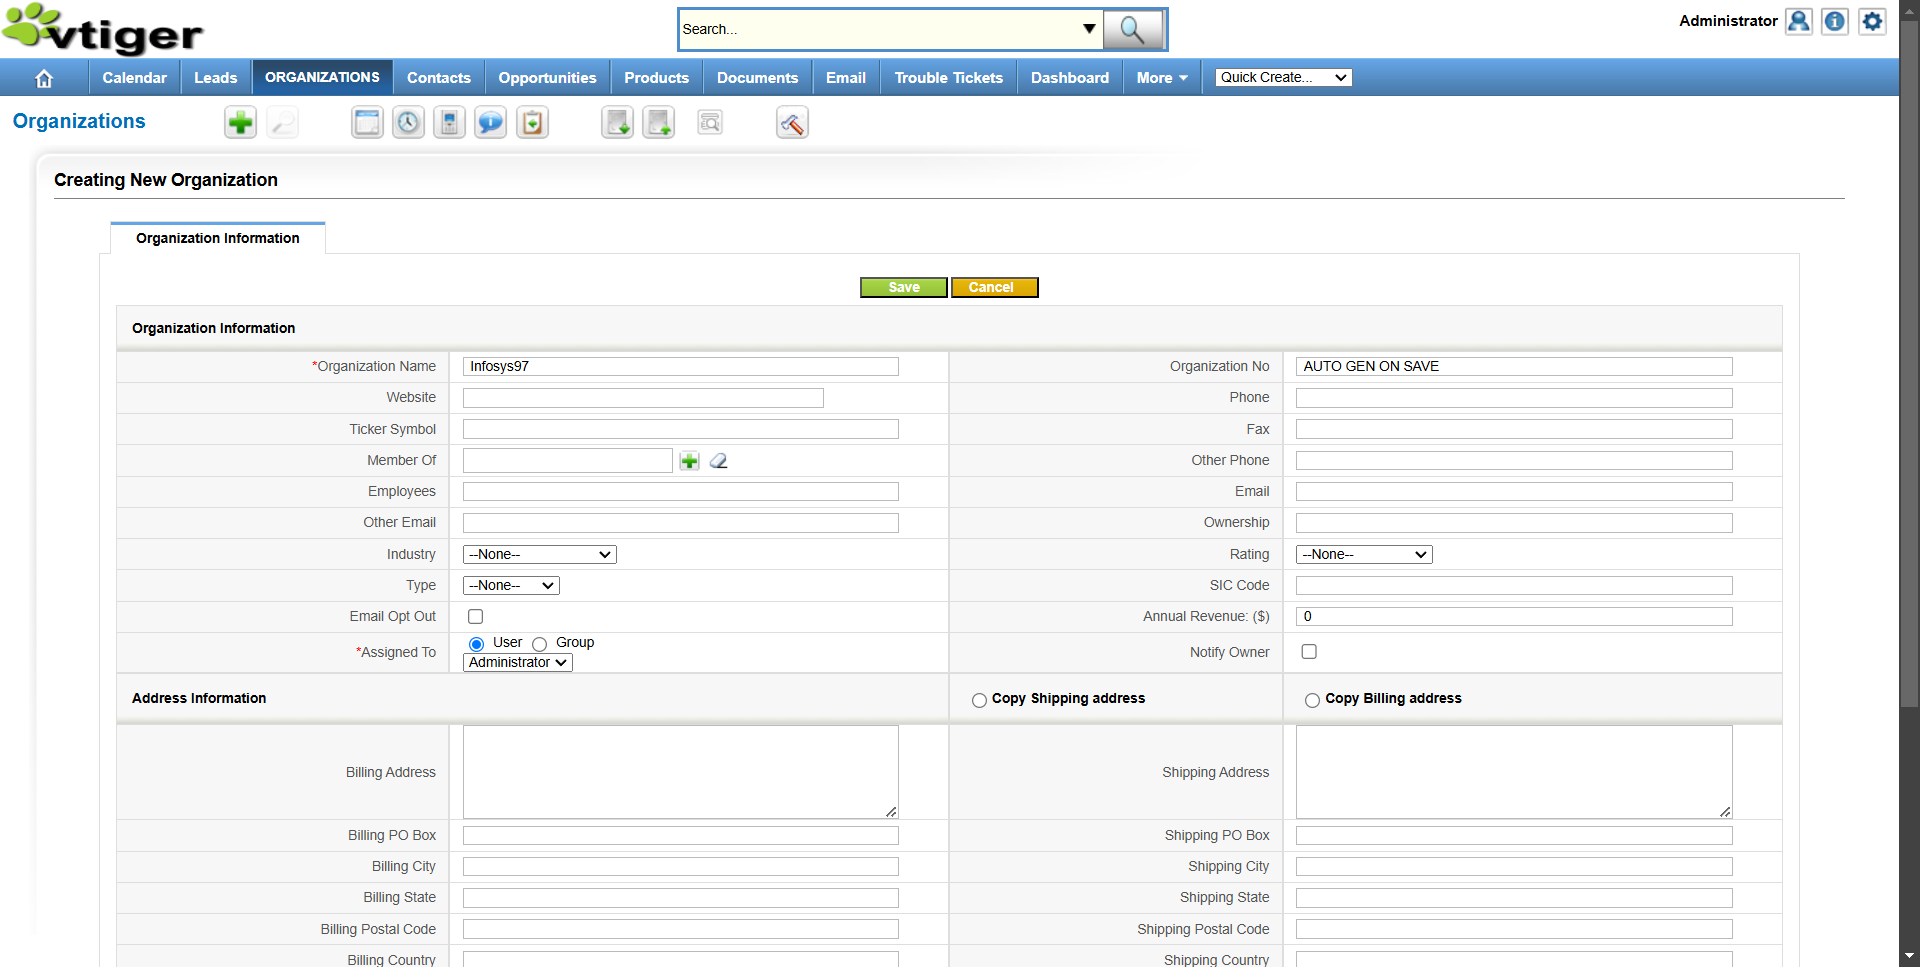 vtiger
Search...
Administrator
Calendar
Leads
ORGANIZATIONS
Contacts
Opportunities
Products
Documents
Email
Trouble Tickets
Dashboard
More
Quick Create...
Organizations
Creating New Organization
Organization Information
Save
Cancel
Organization Information
*Organization Name Infosys97 Organization No AUTO GEN ON SAVE
Website Phone
Ticker Symbol Fax
Member Of Other Phone
Employees Email
Other Email Ownership
Industry --None-- Rating --None--
Type --None-- SIC Code
Email Opt Out Annual Revenue: ($) 0
*Assigned To User Group Notify Owner
Administrator
Address Information Copy Shipping address Copy Billing address
Billing Address Shipping Address
Billing PO Box Shipping PO Box
Billing City Shipping City
Billing State Shipping State
Billing Postal Code Shipping Postal Code
Billing Country Shipping Country